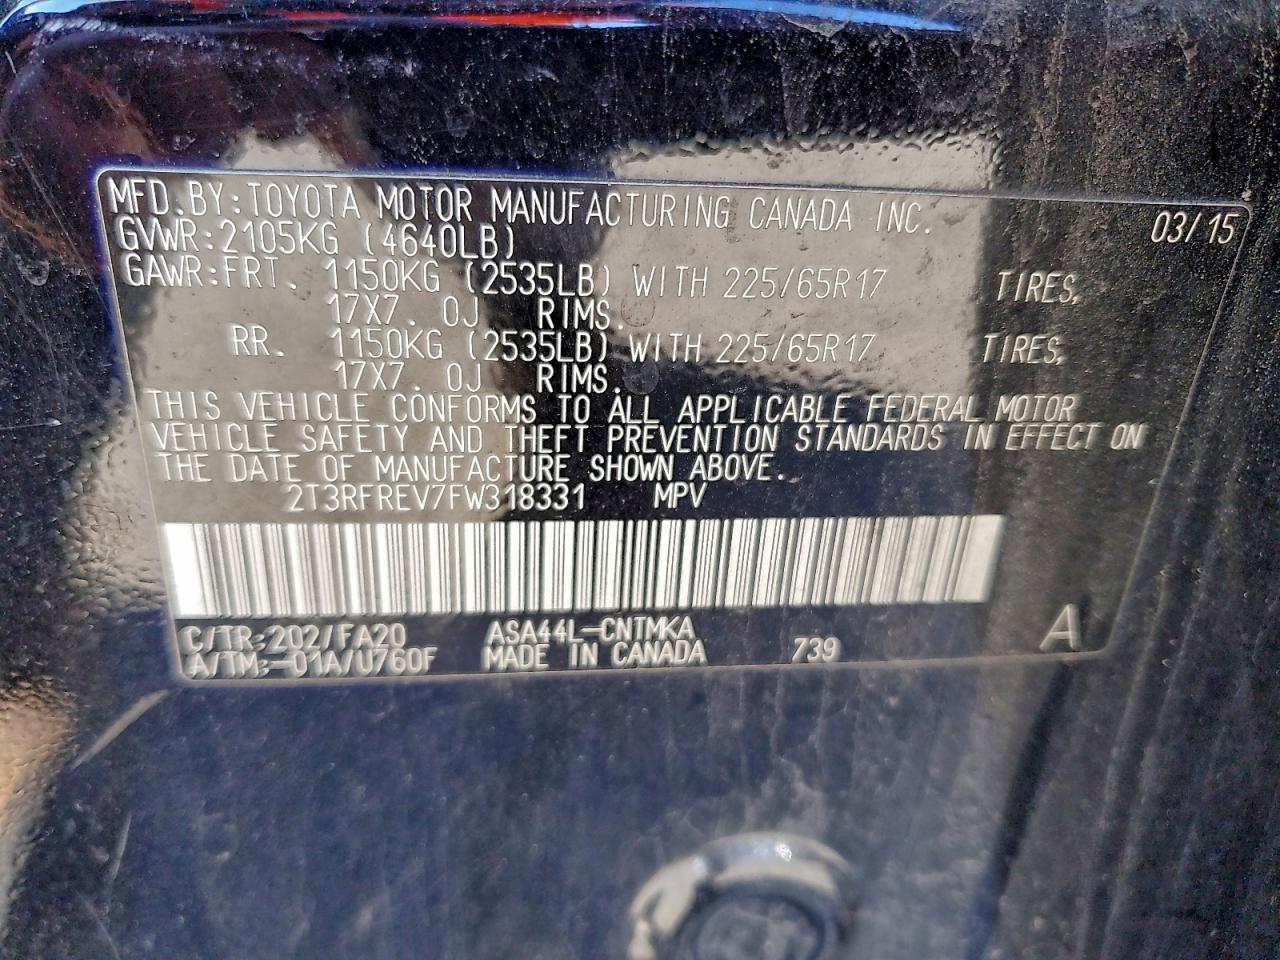 MFD.BY:TOYOTA MOTOR MANUFACTURING CANADA INC. 03/15
GVWR:2105KG (4640LB)
GAWR:FRT. 1150KG (2535LB) WITH 225/65R17 TIRES,
17X7.0J RIMS.
RR. 1150KG (2535LB) WITH 225/65R17 TIRES,
17X7.0J RIMS.
THIS VEHICLE CONFORMS TO ALL APPLICABLE FEDERAL MOTOR
VEHICLE SAFETY AND THEFT PREVENTION STANDARDS IN EFFECT ON
THE DATE OF MANUFACTURE SHOWN ABOVE.
2T3RFREV7FW318331 MPV
C/TR:202/FA20 ASA44L-CNTMKA A
A/TM:-01A/U760F MADE IN CANADA 739